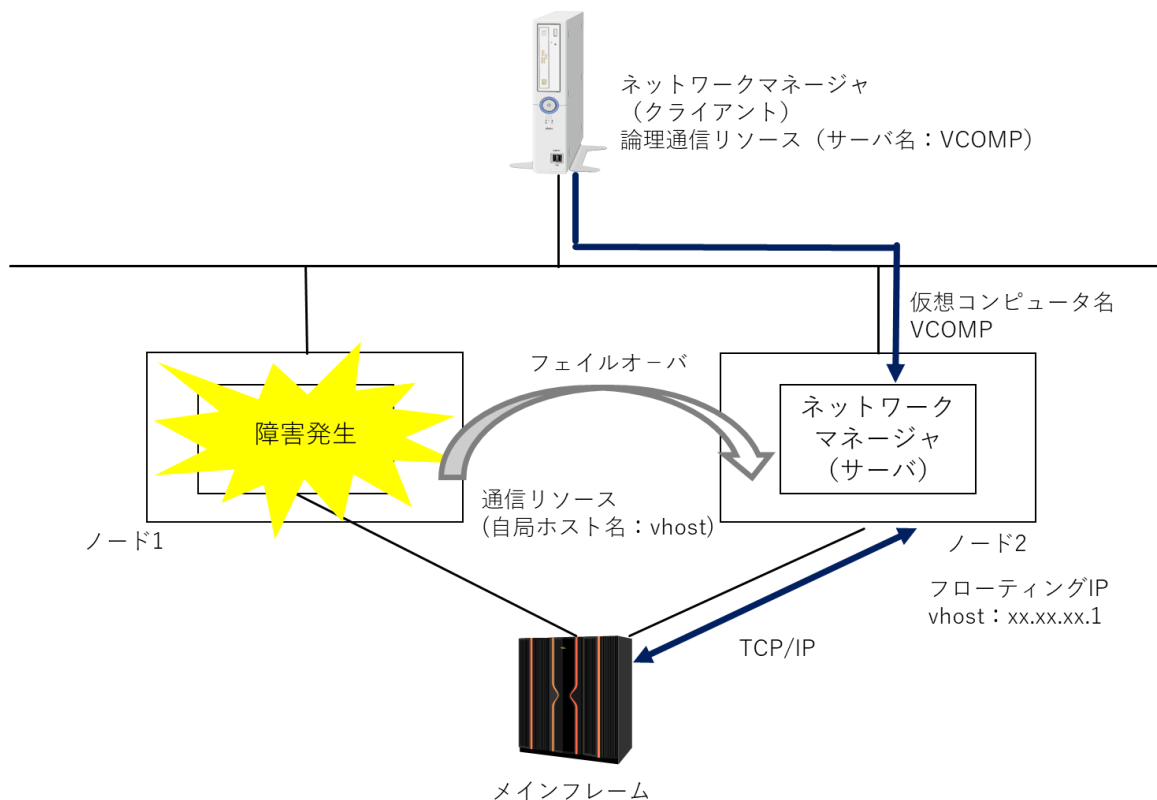 ネットワークマネージャ
（クライアント）
論理通信リソース（サーバ名：VCOMP）
仮想コンピュータ名
VCOMP
フェイルオ－バ
障害発生
ネットワーク
マネージャ
（サーバ）
通信リソース
(自局ホスト名：vhost)
ノード1
ノード2
フローティングIP
vhost：xx.xx.xx.1
TCP/IP
メインフレーム